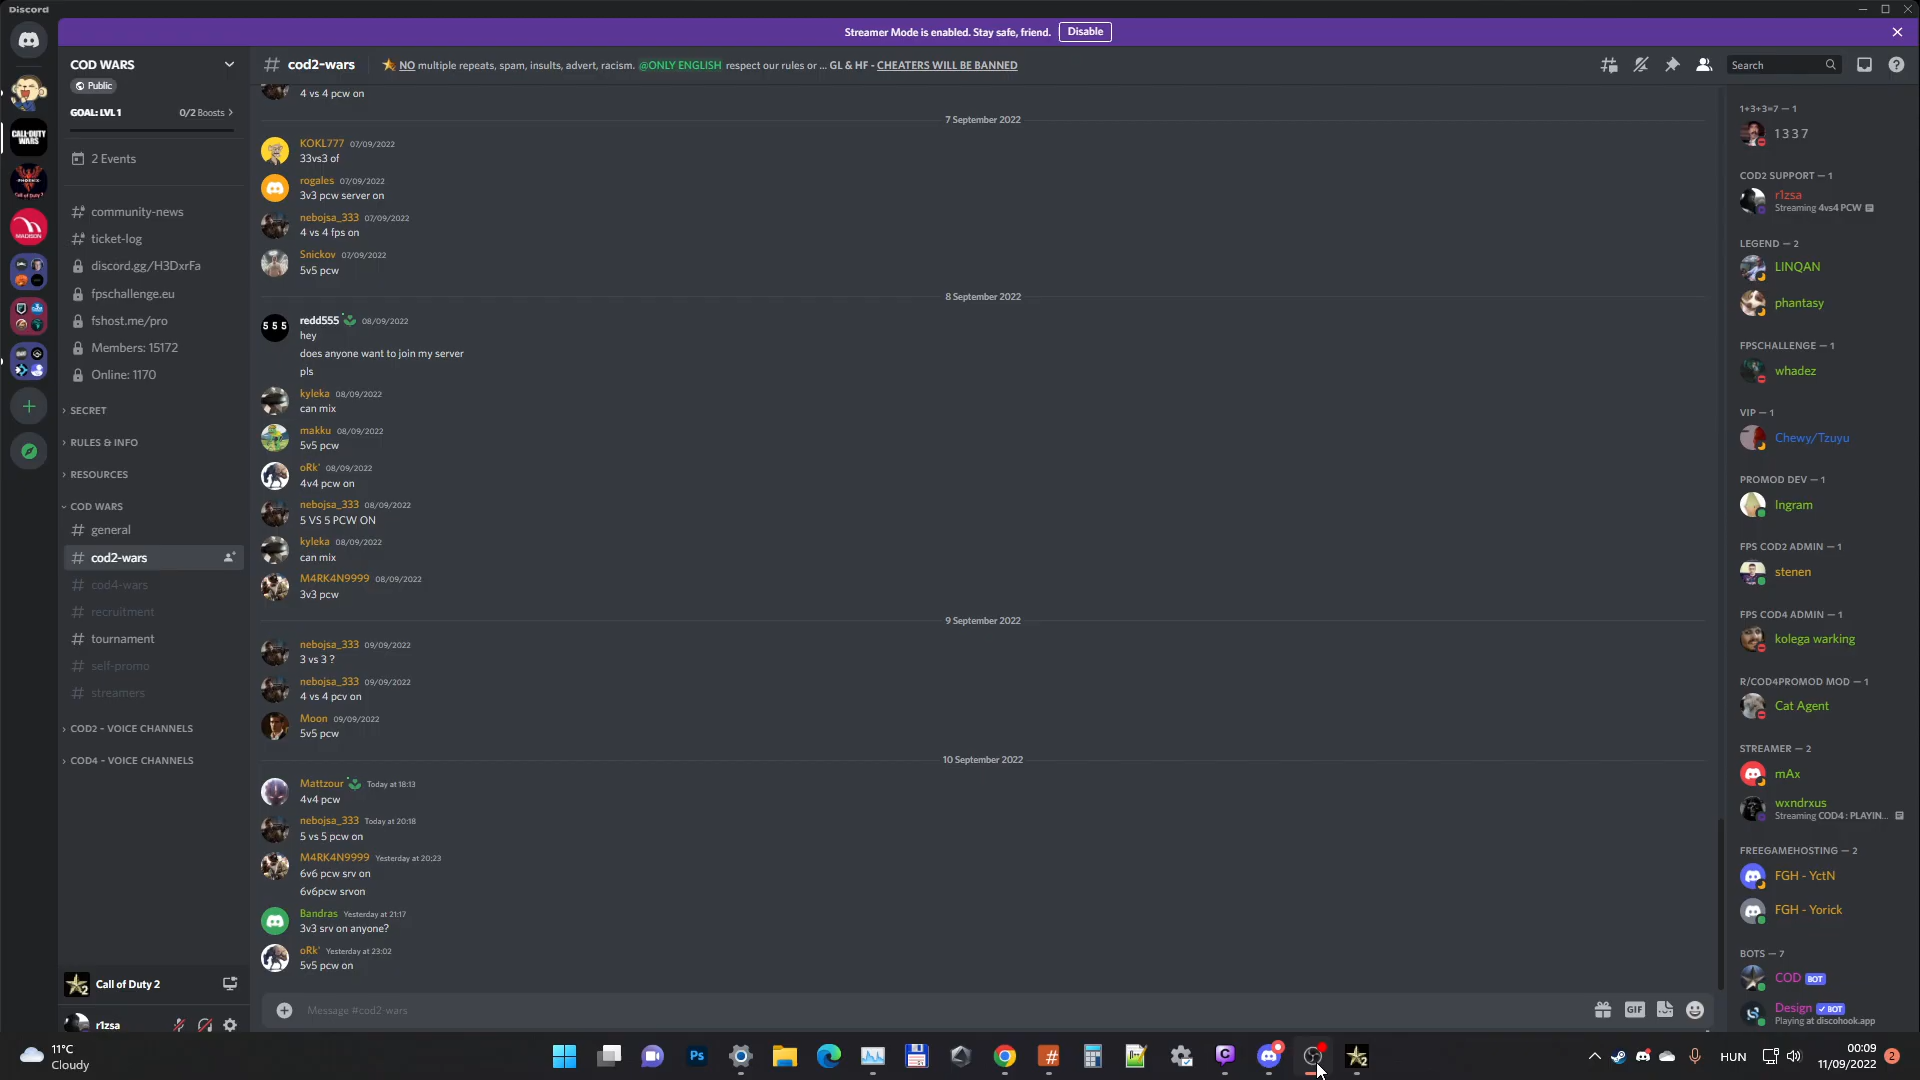 Discord
Streamer Mode is enabled. Stay safe, friend.
Disable
COD WARS
Public
GOAL: LVL 1
0/2 Boosts
2 Events
community-news
ticket-log
discord.gg/H3DxrFa
fpschallenge.eu
fshost.me/pro
Members: 15172
Online: 1170
SECRET
RULES & INFO
RESOURCES
COD WARS
general
cod2-wars
cod4-wars
recruitment
tournament
self-promo
streamers
COD2 - VOICE CHANNELS
COD4 - VOICE CHANNELS
Call of Duty 2
r1zsa
cod2-wars
NO multiple repeats, spam, insults, advert, racism. @ONLY ENGLISH respect our rules or ... GL & HF - CHEATERS WILL BE BANNED
Search
4 vs 4 pcw on
7 September 2022
KOKL777 07/09/2022
33vs3 of
rogales 07/09/2022
3v3 pcw server on
nebojsa_333 07/09/2022
4 vs 4 fps on
Snickov 07/09/2022
5v5 pcw
8 September 2022
555
redd555 08/09/2022
hey
does anyone want to join my server
pls
kyleka 08/09/2022
can mix
makku 08/09/2022
5v5 pcw
oRk' 08/09/2022
4v4 pcw on
nebojsa_333 08/09/2022
5 VS 5 PCW ON
kyleka 08/09/2022
can mix
M4RK4N9999 08/09/2022
3v3 pcw
9 September 2022
nebojsa_333 09/09/2022
3 vs 3 ?
nebojsa_333 09/09/2022
4 vs 4 pcv on
Moon 09/09/2022
5v5 pcw
10 September 2022
Mattzour Today at 18:13
4v4 pcw
nebojsa_333 Today at 20:18
5 vs 5 pcw on
M4RK4N9999 Yesterday at 20:23
6v6 pcw srv on
6v6pcw srvon
Bandras Yesterday at 21:17
3v3 srv on anyone?
oRk' Yesterday at 23:02
5v5 pcw on
Message #cod2-wars
GIF
1+3+3=7 — 1
1 3 3 7
COD2 SUPPORT — 1
r1zsa
Streaming 4vs4 PCW
LEGEND — 2
LINQAN
phantasy
FPSCHALLENGE — 1
whadez
VIP — 1
Chewy/Tzuyu
PROMOD DEV — 1
Ingram
FPS COD2 ADMIN — 1
stenen
FPS COD4 ADMIN — 1
kolega warking
R/COD4PROMOD MOD — 1
Cat Agent
STREAMER — 2
mAx
wxndrxus
Streaming COD4 : PLAYIN...
FREEGAMEHOSTING — 2
FGH - YctN
FGH - Yorick
BOTS — 7
COD BOT
Design BOT
Playing at discohook.app
CALL·DUTY
WARS
PHOENIX
Call of Duty 2
MADISON
11°C
Cloudy
Ps
HUN
00:09
11/09/2022
2